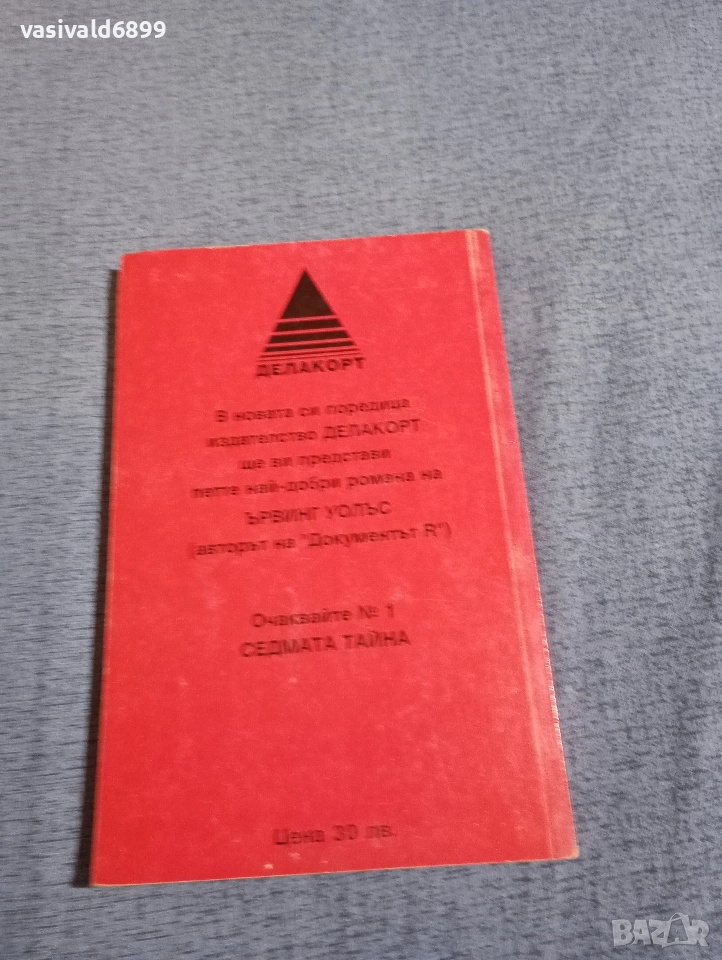 vasivald6899
ДЕЛАКОРТ
В новата си поредица
издателство ДЕЛАКОРТ
ще ви представи
петте най-добри романа на
ЪРВИНГ УОЛЪС
(авторът на "Документът R")
Очаквайте № 1
СЕДМАТА ТАЙНА
Цена 30 лв.
BAZAR